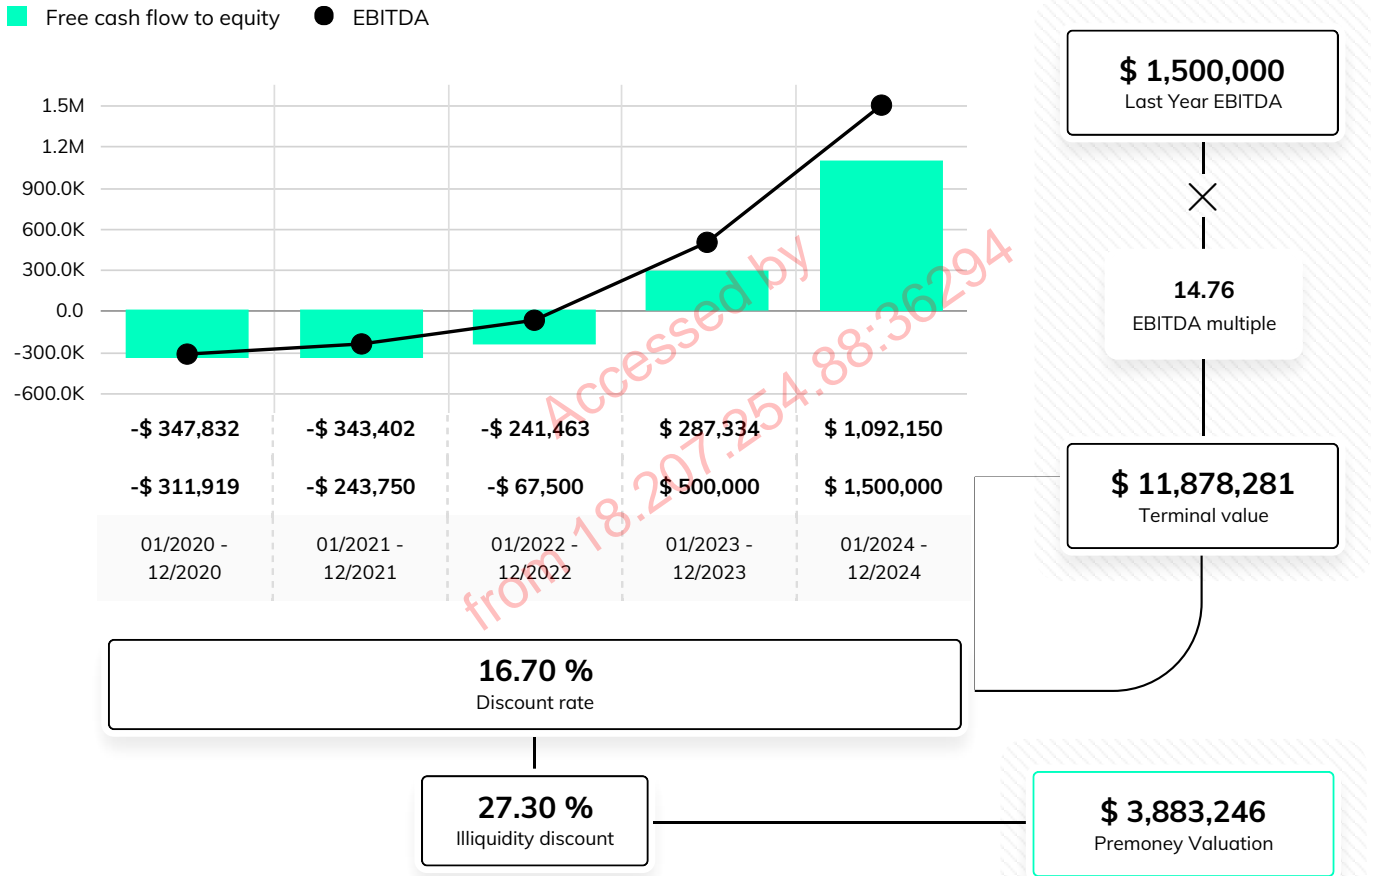 Free cash flow to equity
EBITDA
1.5M
1.2M
900.0K
600.0K
300.0K
0.0
-300.0K
-600.0K
-$ 347,832 -$ 343,402 -$ 241,463 $ 287,334 $ 1,092,150
-$ 311,919 -$ 243,750 -$ 67,500 $ 500,000 $ 1,500,000
01/2020 - 01/2021 - 01/2022 - 01/2023 - 01/2024 -
12/2020 12/2021 12/2022 12/2023 12/2024
Accessed by
from 18.207.254.88:36294
$ 1,500,000
Last Year EBITDA
14.76
EBITDA multiple
$ 11,878,281
Terminal value
16.70 %
Discount rate
27.30 %
Illiquidity discount
$ 3,883,246
Premoney Valuation